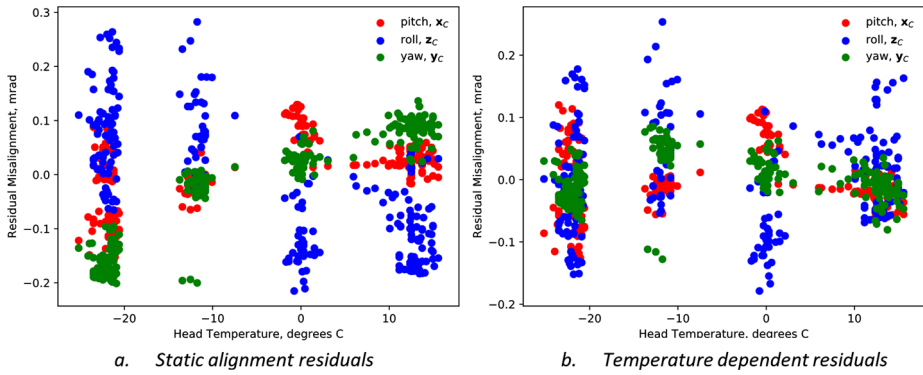 pitch, x_C
roll, z_C
yaw, y_C
0.3
0.2
0.1
0.0
−0.1
−0.2
Residual Misalignment, mrad
−20
−10
0
10
Head Temperature, degrees C
a. Static alignment residuals
pitch, x_C
roll, z_C
yaw, y_C
0.3
0.2
0.1
0.0
−0.1
−0.2
Residual Misalignment, mrad
−20
−10
0
10
Head Temperature, degrees C
b. Temperature dependent residuals